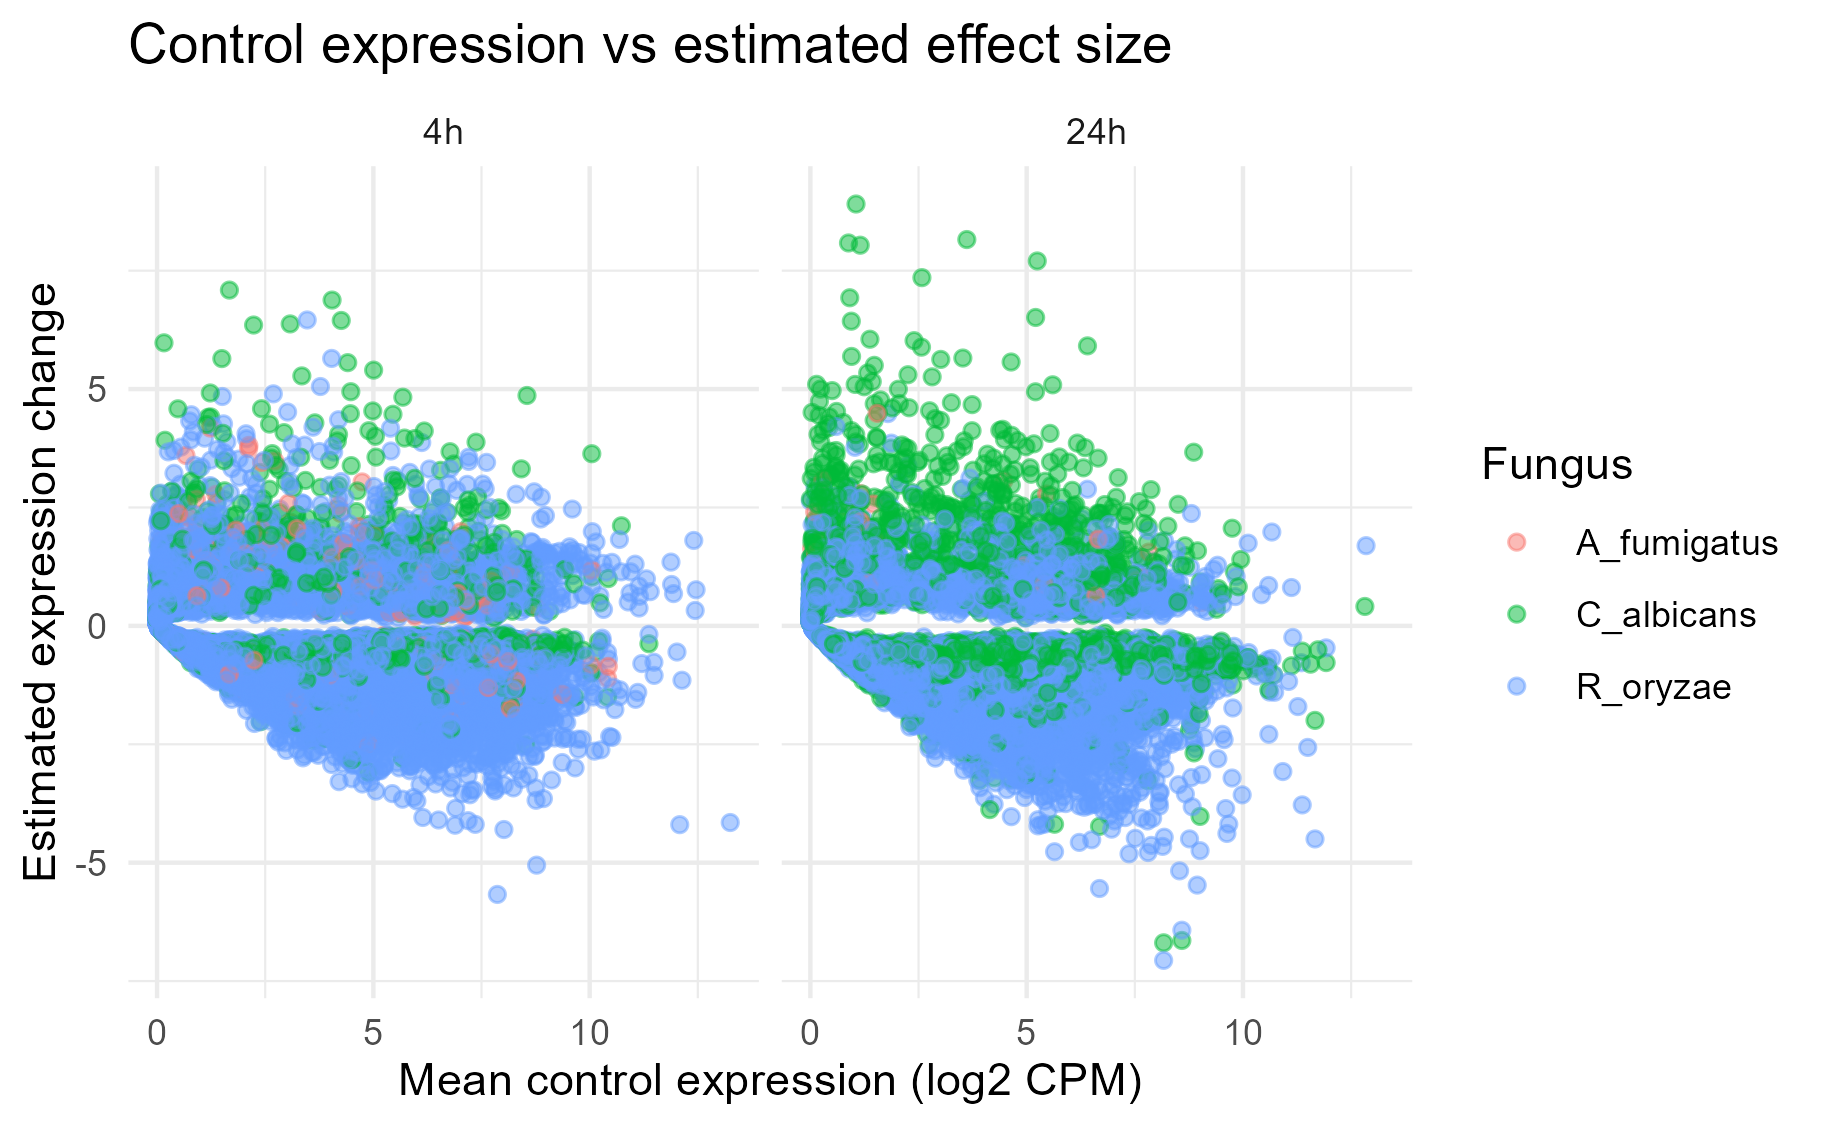 Control expression vs estimated effect size
4h
24h
Estimated expression change
5
0
-5
0
5
10
0
5
10
Mean control expression (log2 CPM)
Fungus
A_fumigatus
C_albicans
R_oryzae